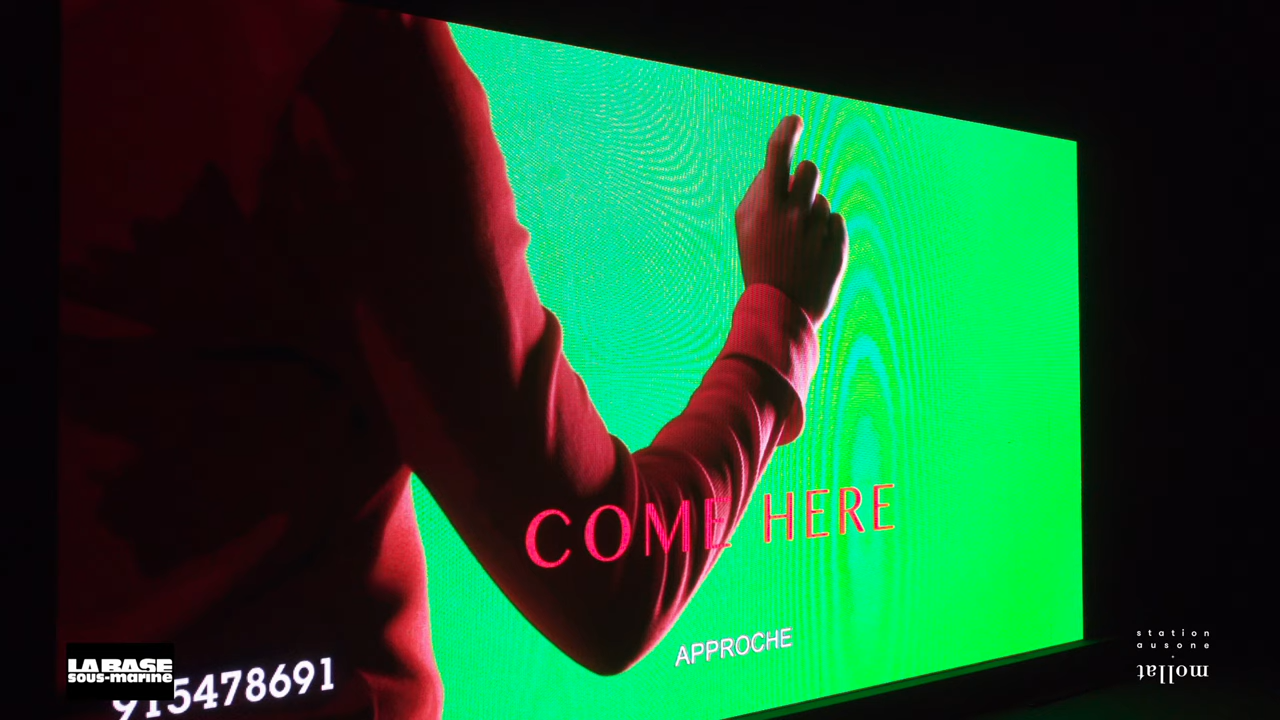 COME HERE
APPROCHE
LA BASE
sous-marine
915478691
station
ausone
mollat